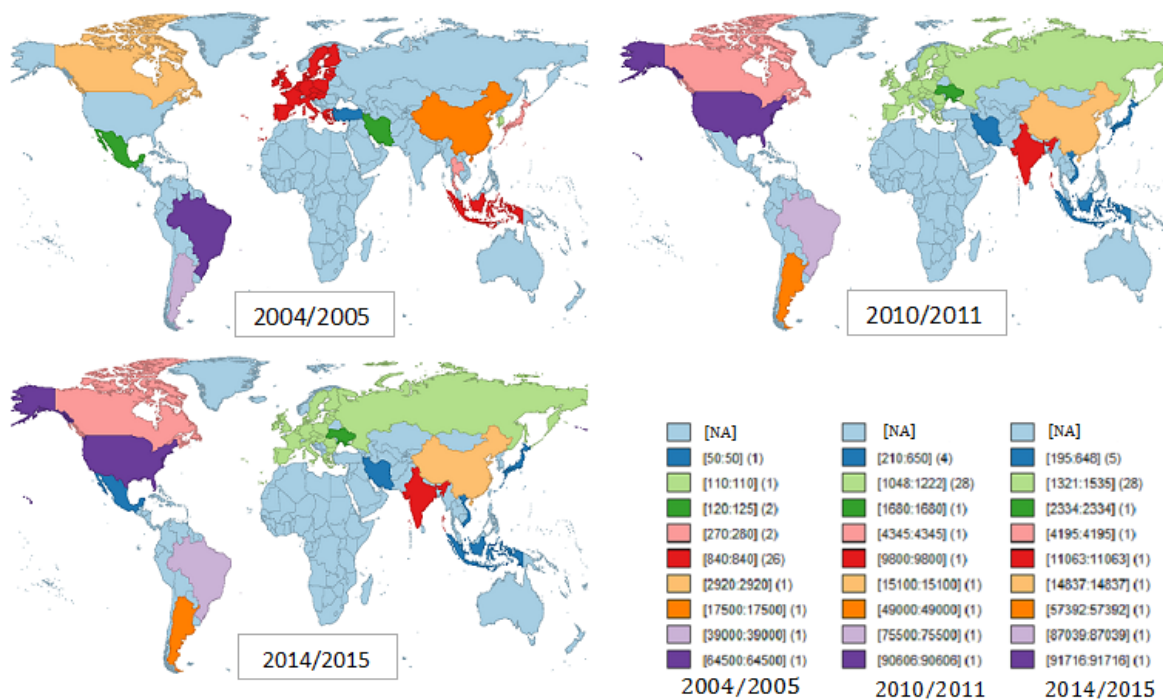 2004/2005
2010/2011
2014/2015
[NA] [NA] [NA]
[50:50] (1) [210:650] (4) [195:648] (5)
[110:110] (1) [1048:1222] (28) [1321:1535] (28)
[120:125] (2) [1680:1680] (1) [2334:2334] (1)
[270:280] (2) [4345:4345] (1) [4195:4195] (1)
[840:840] (26) [9800:9800] (1) [11063:11063] (1)
[2920:2920] (1) [15100:15100] (1) [14837:14837] (1)
[17500:17500] (1) [49000:49000] (1) [57392:57392] (1)
[39000:39000] (1) [75500:75500] (1) [87039:87039] (1)
[64500:64500] (1) [90606:90606] (1) [91716:91716] (1)
2004/2005 2010/2011 2014/2015